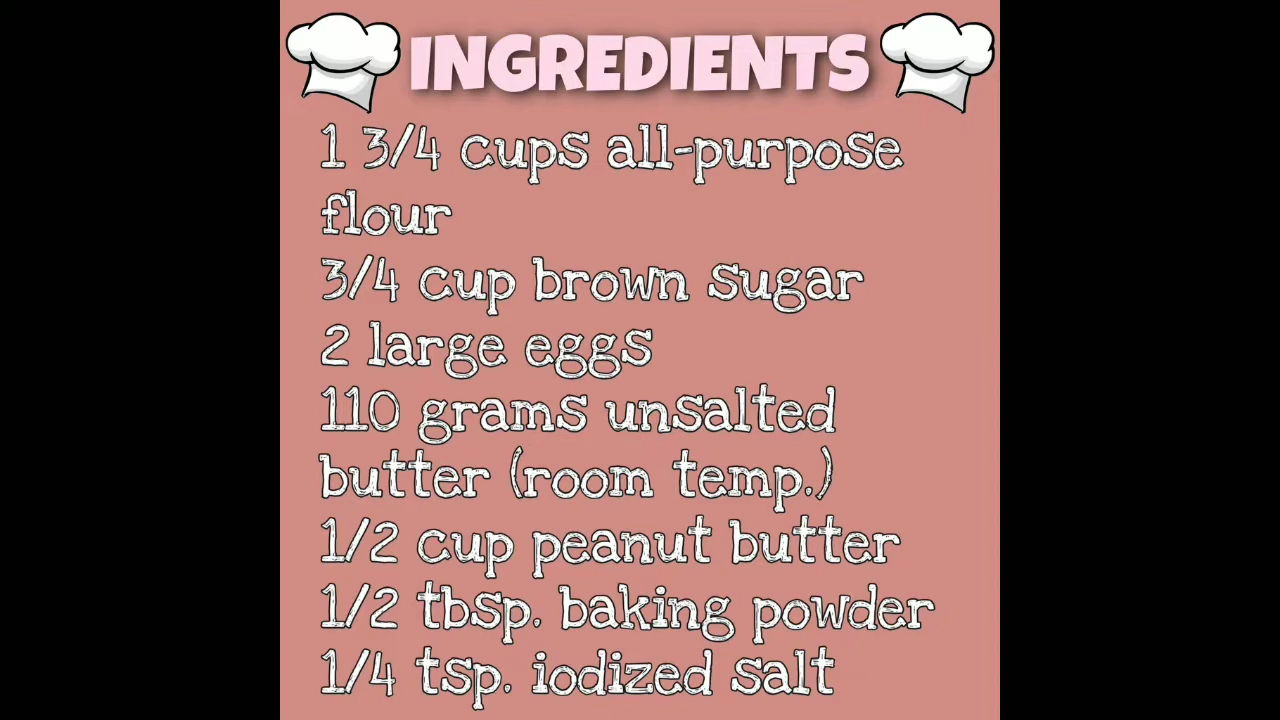 INGREDIENTS
1 3/4 cups all-purpose
flour
3/4 cup brown sugar
2 large eggs
110 grams unsalted
butter (room temp.)
1/2 cup peanut butter
1/2 tbsp. baking powder
1/4 tsp. iodized salt